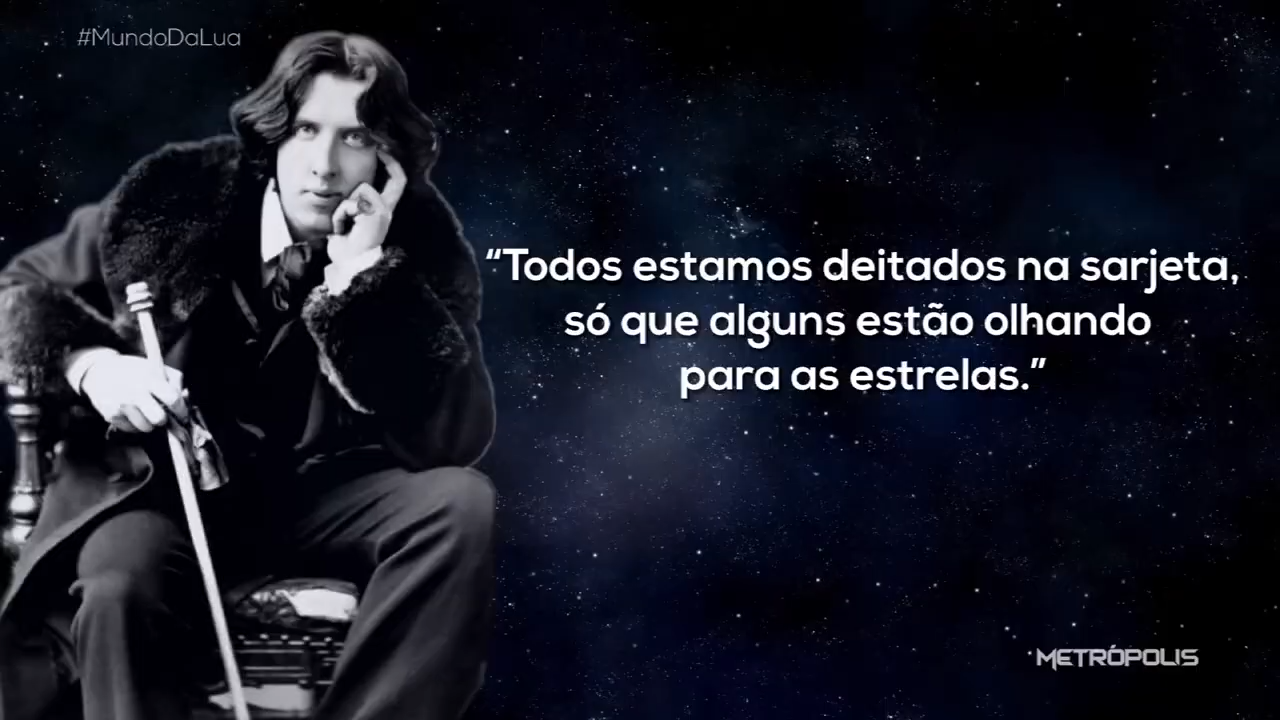 #MundoDaLua
“Todos estamos deitados na sarjeta,
só que alguns estão olhando
para as estrelas.”
METRÓPOLIS